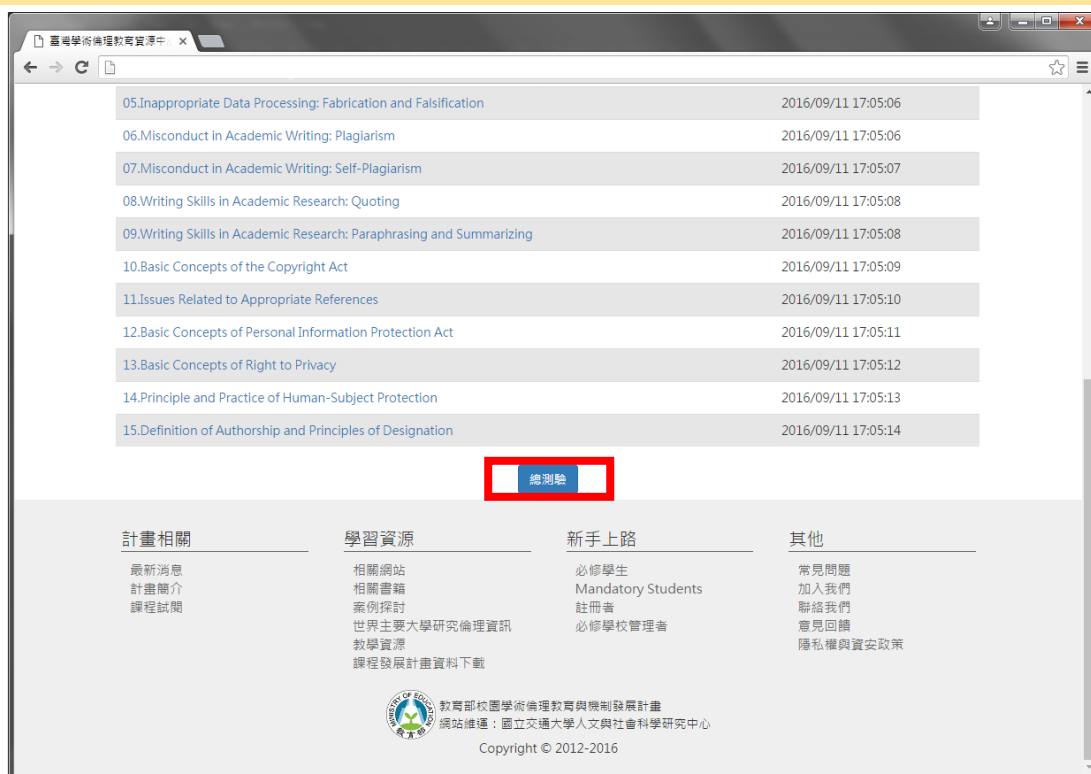 臺灣學術倫理教育資源中
05.Inappropriate Data Processing: Fabrication and Falsification 2016/09/11 17:05:06
06.Misconduct in Academic Writing: Plagiarism 2016/09/11 17:05:06
07.Misconduct in Academic Writing: Self-Plagiarism 2016/09/11 17:05:07
08.Writing Skills in Academic Research: Quoting 2016/09/11 17:05:08
09.Writing Skills in Academic Research: Paraphrasing and Summarizing 2016/09/11 17:05:08
10.Basic Concepts of the Copyright Act 2016/09/11 17:05:09
11.Issues Related to Appropriate References 2016/09/11 17:05:10
12.Basic Concepts of Personal Information Protection Act 2016/09/11 17:05:11
13.Basic Concepts of Right to Privacy 2016/09/11 17:05:12
14.Principle and Practice of Human-Subject Protection 2016/09/11 17:05:13
15.Definition of Authorship and Principles of Designation 2016/09/11 17:05:14
總測驗
計畫相關
最新消息
計畫簡介
課程試閱
學習資源
相關網站
相關書籍
案例探討
世界主要大學研究倫理資訊
教學資源
課程發展計畫資料下載
新手上路
必修學生
Mandatory Students
註冊者
必修學校管理者
其他
常見問題
加入我們
聯絡我們
意見回饋
隱私權與資安政策
MINISTRY OF EDUCATION
教育部
教育部校園學術倫理教育與機制發展計畫
網站維運：國立交通大學人文與社會科學研究中心
Copyright © 2012-2016